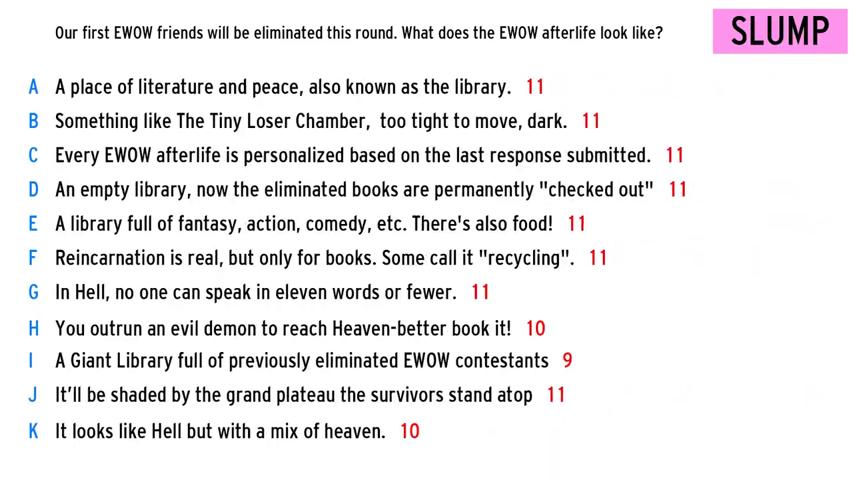 Our first EWOW friends will be eliminated this round. What does the EWOW afterlife look like?
SLUMP
A A place of literature and peace, also known as the library. 11
B Something like The Tiny Loser Chamber, too tight to move, dark. 11
C Every EWOW afterlife is personalized based on the last response submitted. 11
D An empty library, now the eliminated books are permanently "checked out" 11
E A library full of fantasy, action, comedy, etc. There's also food! 11
F Reincarnation is real, but only for books. Some call it "recycling". 11
G In Hell, no one can speak in eleven words or fewer. 11
H You outrun an evil demon to reach Heaven-better book it! 10
I A Giant Library full of previously eliminated EWOW contestants 9
J It’ll be shaded by the grand plateau the survivors stand atop 11
K It looks like Hell but with a mix of heaven. 10